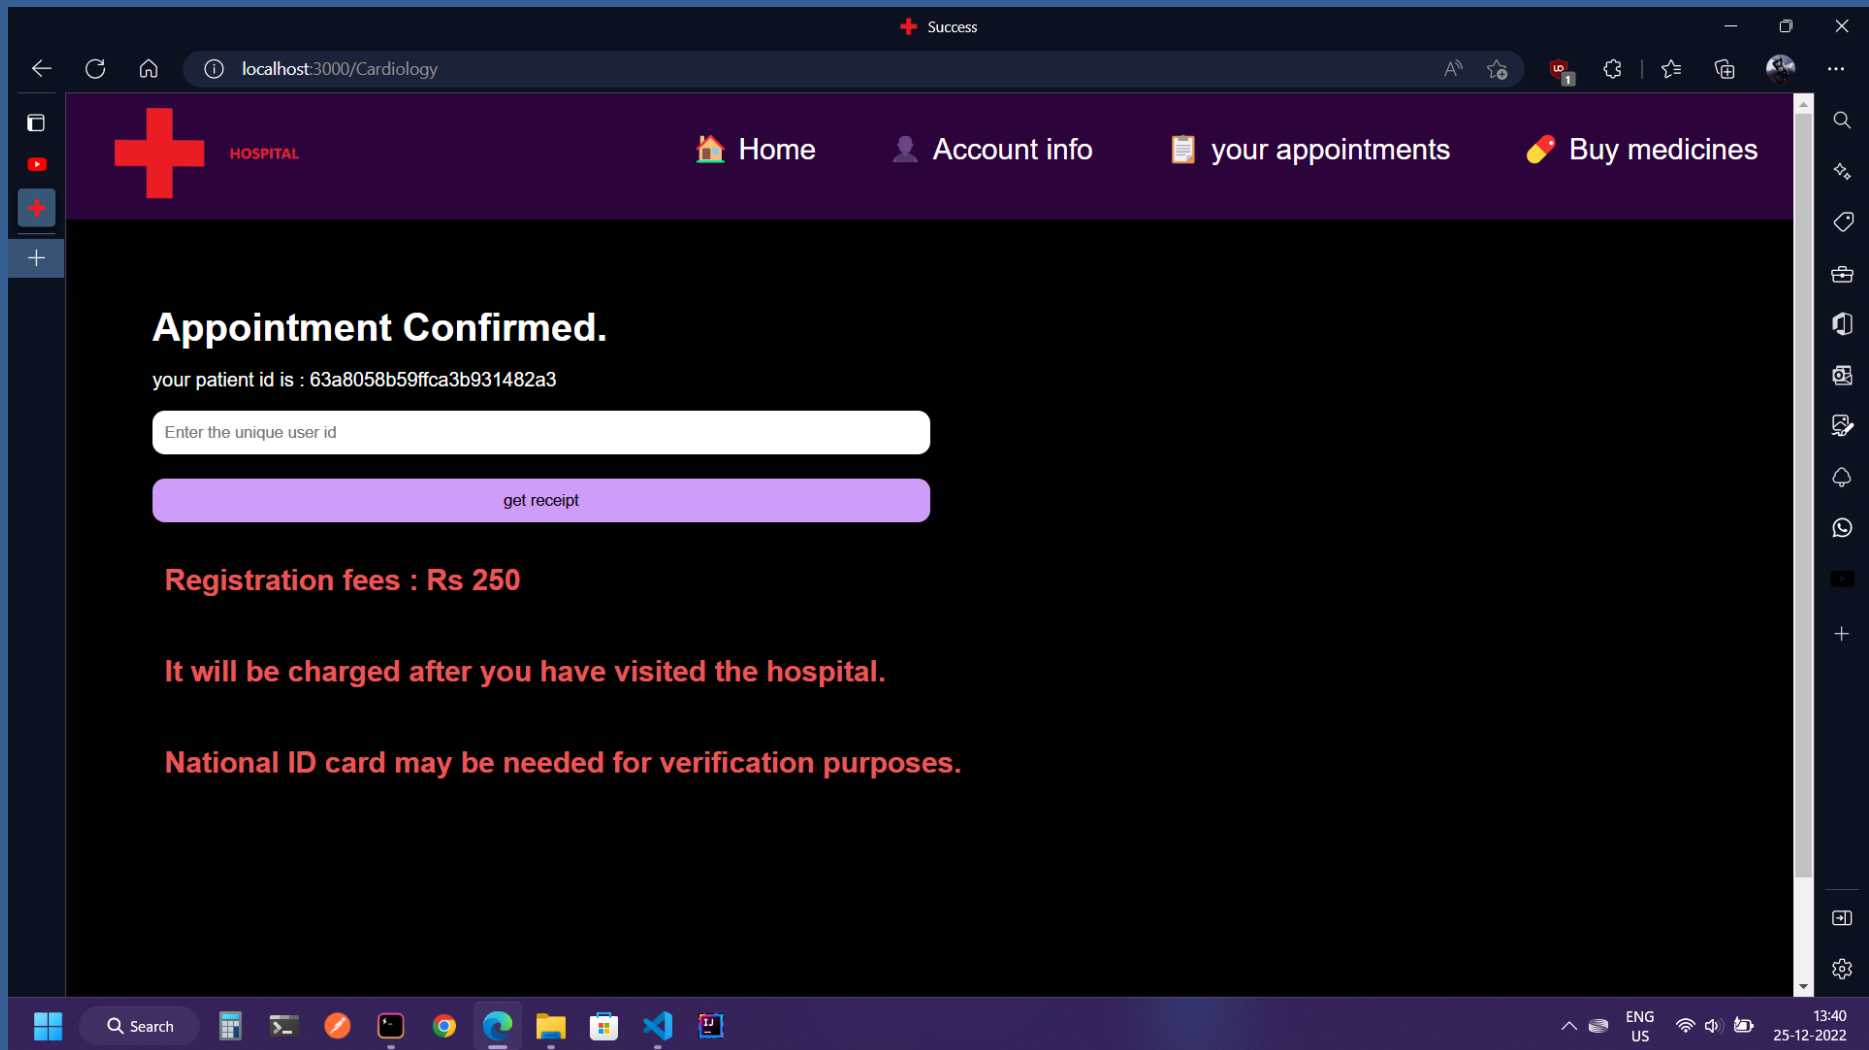 Success
localhost:3000/Cardiology
1
HOSPITAL
Home
Account info
your appointments
Buy medicines
Appointment Confirmed.
your patient id is : 63a8058b59ffca3b931482a3
Enter the unique user id
get receipt
Registration fees : Rs 250
It will be charged after you have visited the hospital.
National ID card may be needed for verification purposes.
Search
ENG
US
13:40
25-12-2022